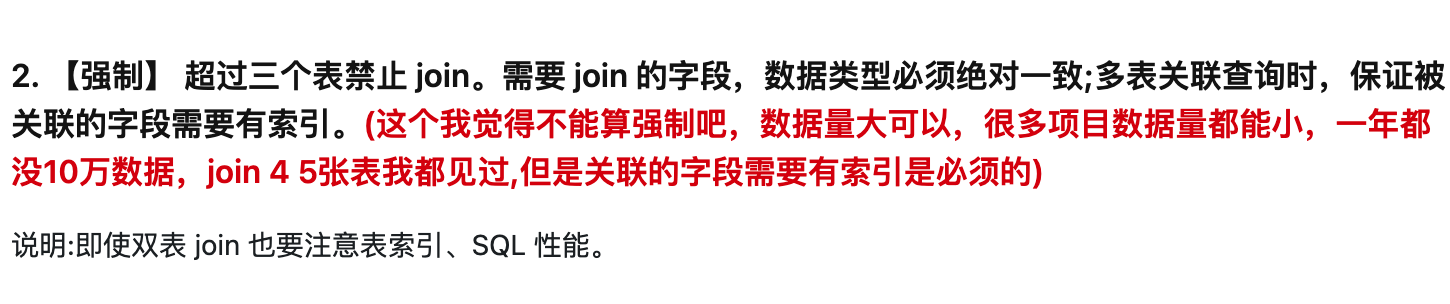 2. 【强制】 超过三个表禁止 join。需要 join 的字段，数据类型必须绝对一致;多表关联查询时，保证被
关联的字段需要有索引。(这个我觉得不能算强制吧，数据量大可以，很多项目数据量都能小，一年都
没10万数据，join 4 5张表我都见过,但是关联的字段需要有索引是必须的)
说明:即使双表 join 也要注意表索引、SQL 性能。